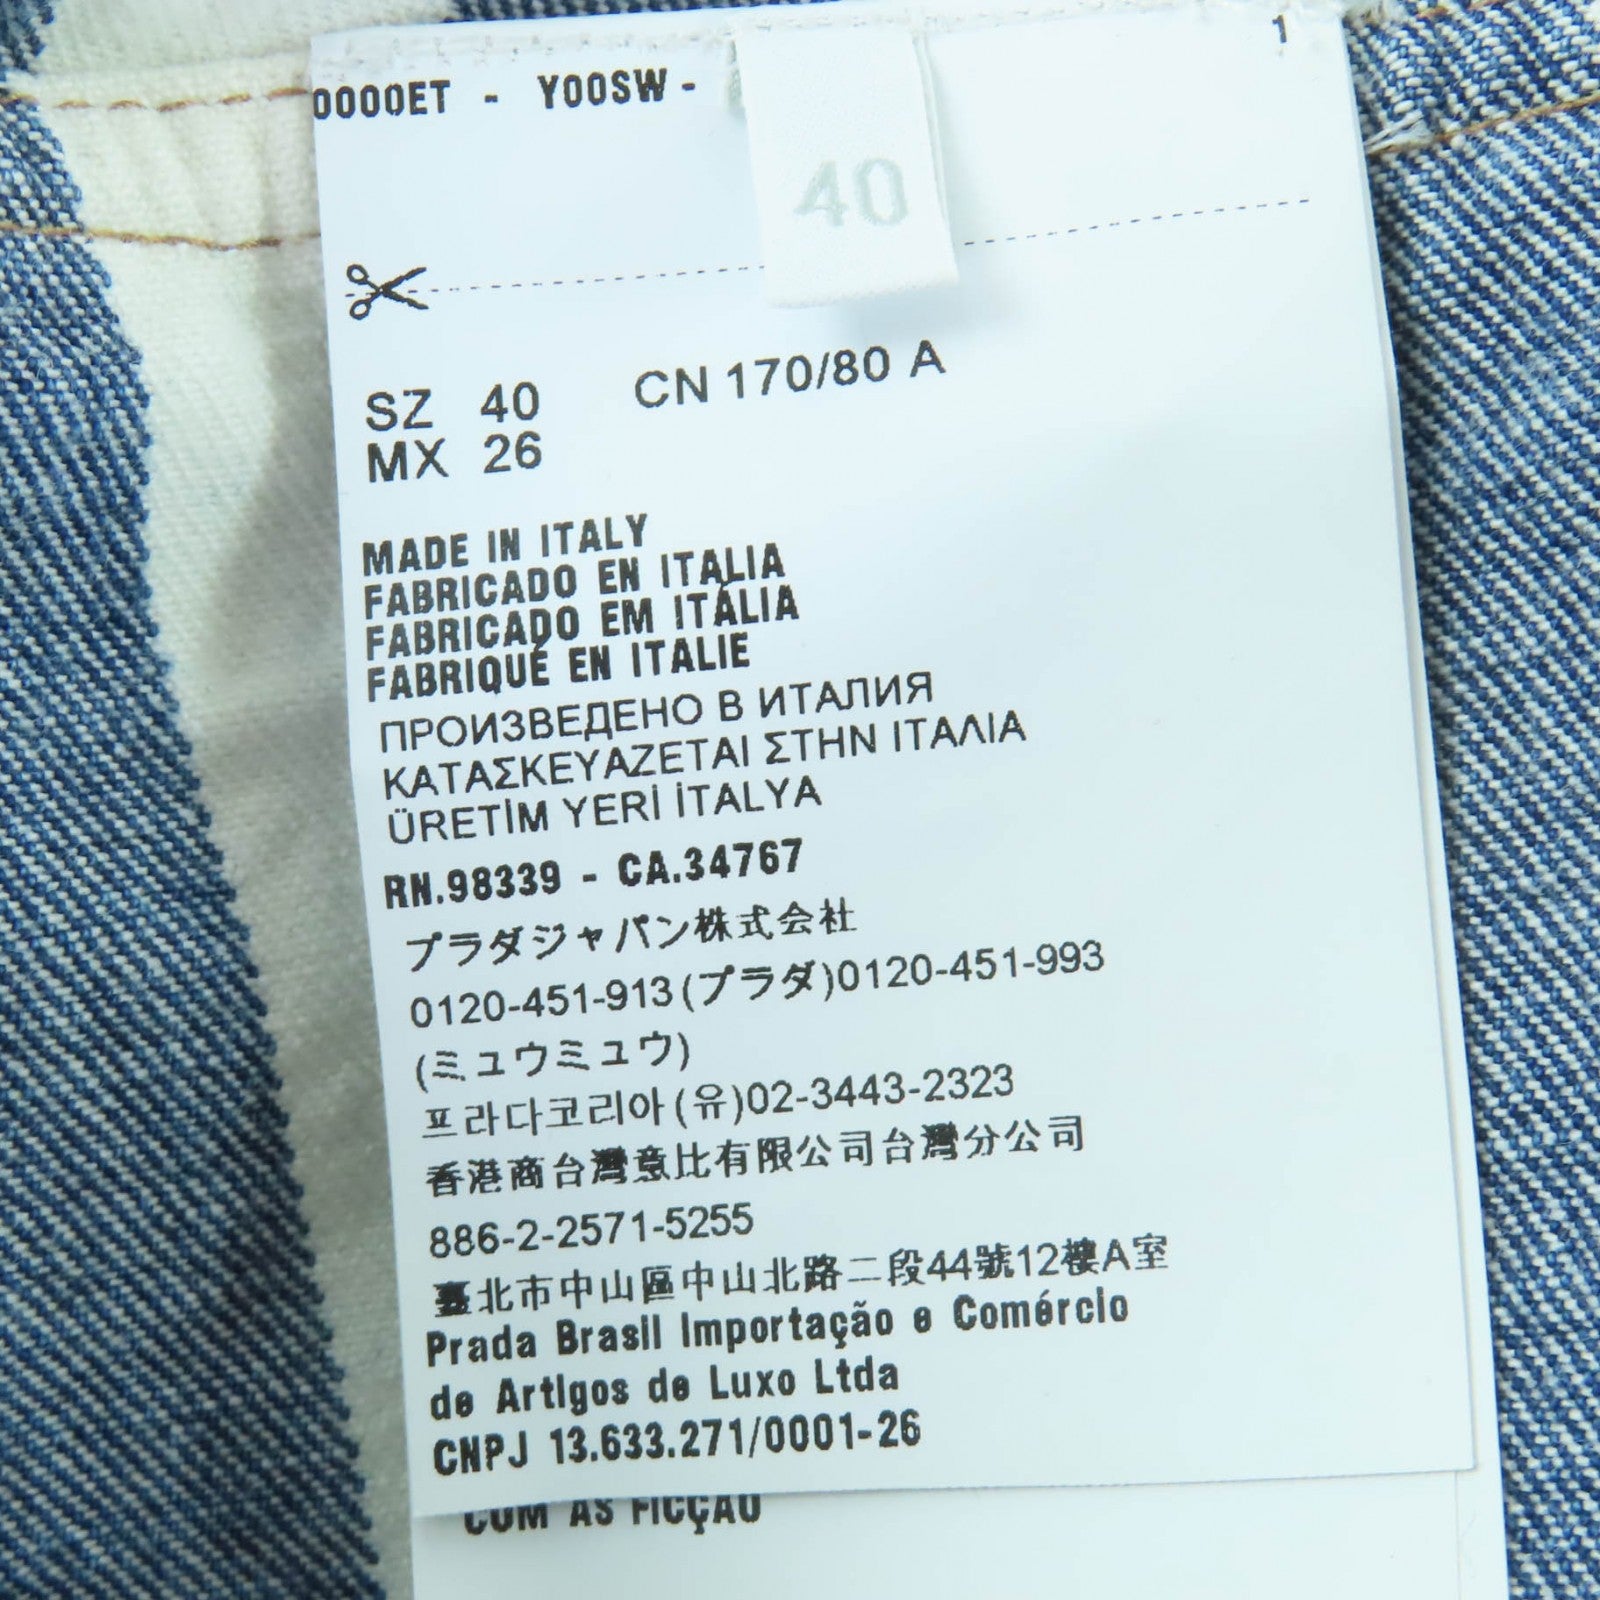 0000ET - Y00SW -
1
40
SZ 40 CN 170/80 A
MX 26
MADE IN ITALY
FABRICADO EN ITALIA
FABRICADO EM ITÁLIA
FABRIQUÉ EN ITALIE
ПРОИЗВЕДЕНО В ИТАЛИЯ
ΚΑΤΑΣΚΕΥΑΖΕΤΑΙ ΣΤΗΝ ΙΤΑΛΙΑ
ÜRETİM YERİ İTALYA
RN.98339 - CA.34767
プラダジャパン株式会社
0120-451-913(プラダ)0120-451-993
(ミュウミュウ)
프라다코리아(유)02-3443-2323
香港商台灣意比有限公司台灣分公司
886-2-2571-5255
臺北市中山區中山北路二段44號12樓A室
Prada Brasil Importação e Comércio
de Artigos de Luxo Ltda
CNPJ 13.633.271/0001-26
COM AS FICÇÃO